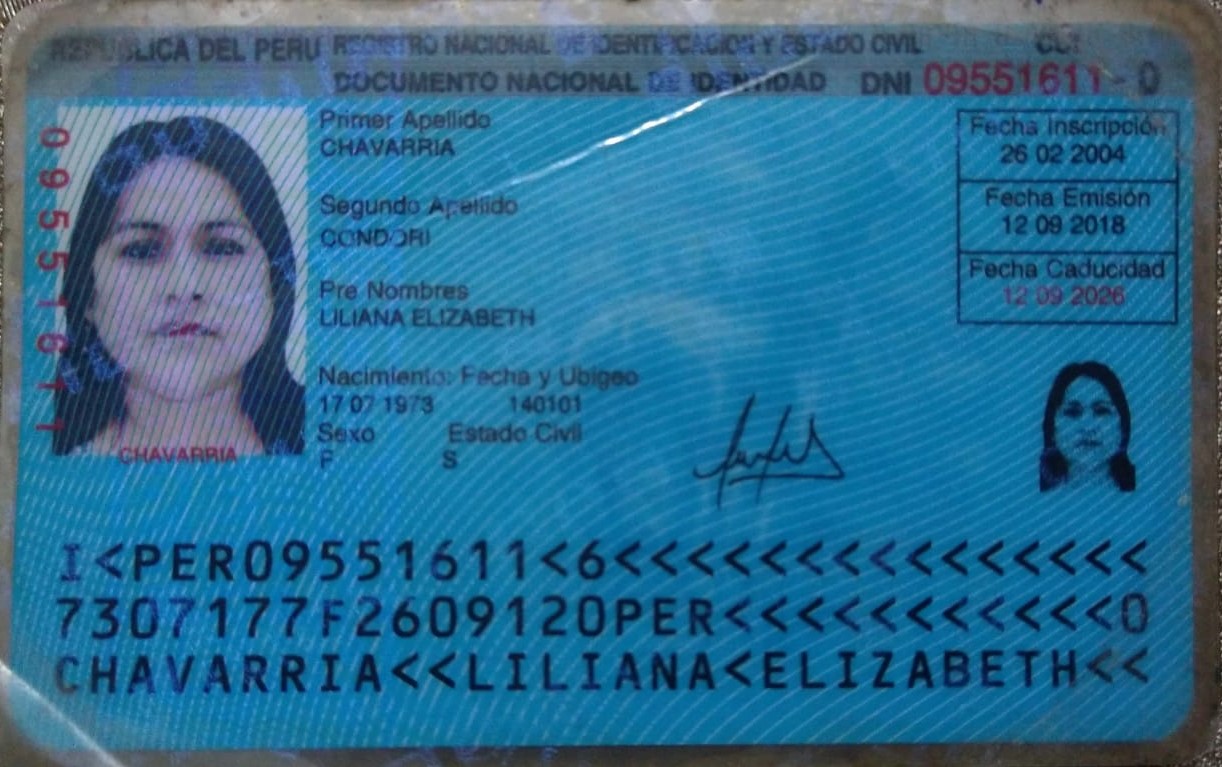 REPUBLICA DEL PERU REGISTRO NACIONAL DE IDENTIFICACION Y ESTADO CIVIL CUI
DOCUMENTO NACIONAL DE IDENTIDAD DNI 09551611 - 0
09551611
Primer Apellido
CHAVARRIA
Segundo Apellido
CONDORI
Pre Nombres
LILIANA ELIZABETH
Nacimiento: Fecha y Ubigeo
17 07 1973 140101
Sexo Estado Civil
F S
Fecha Inscripción
26 02 2004
Fecha Emisión
12 09 2018
Fecha Caducidad
12 09 2026
CHAVARRIA
I<PER09551611<6<<<<<<<<<<<<<<<
7307177F2609120PER<<<<<<<<<<<0
CHAVARRIA<<LILIANA<ELIZABETH<<